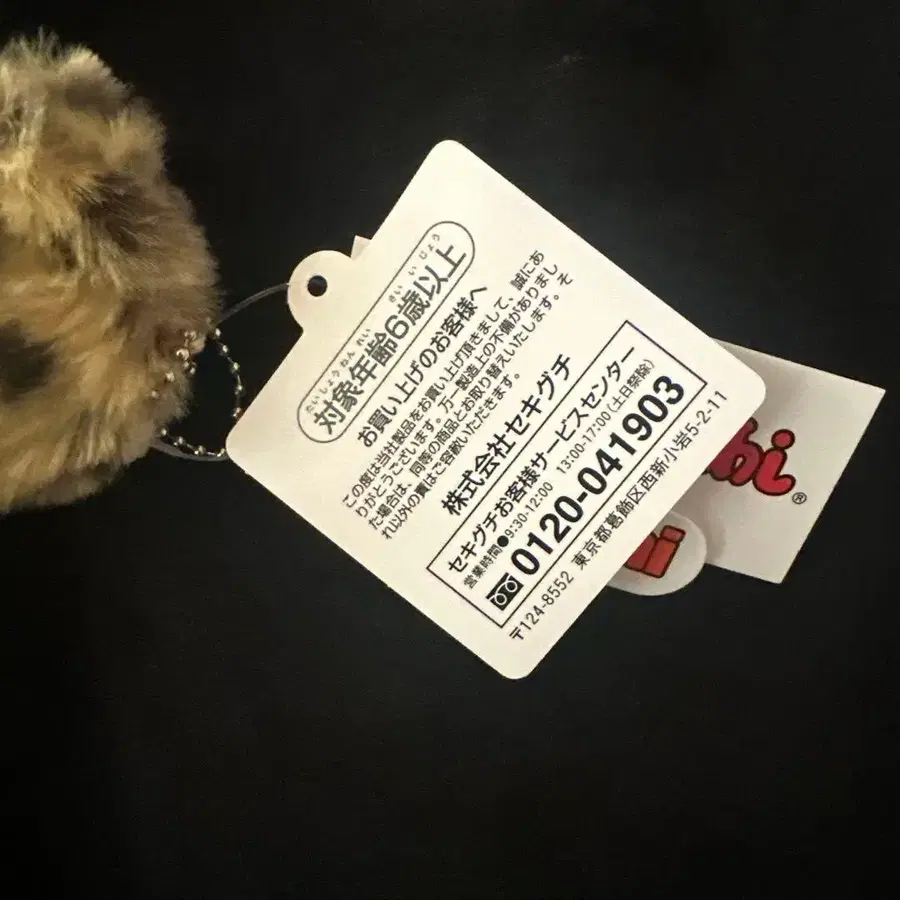 たいしょうねんれい さいいじょう
対象年齢6歳以上
お買い上げのお客様へ
この度は当社製品をお買い上げ頂きまして、誠にあ
りがとうございます。万一製造上の不備がありまし
た場合は、同等の商品とお取り替えいたします。そ
れ以外の責はご容赦いただきます。
株式会社セキグチ
セキグチお客様サービスセンター
営業時間●9:30-12:00 13:00-17:00(土日祭除)
0120-041903
〒124-8552 東京都葛飾区西新小岩5-2-11
®